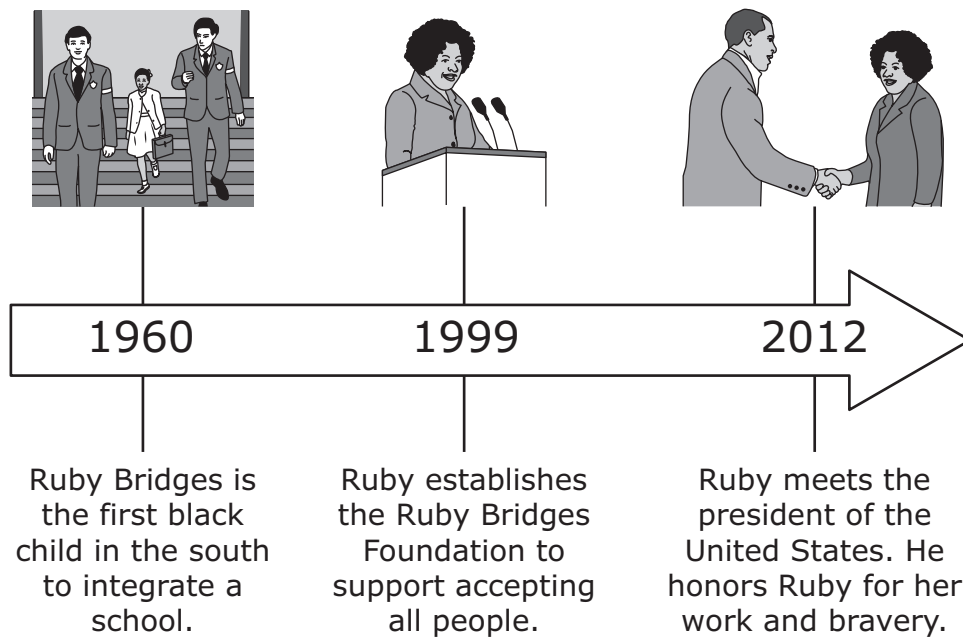 1960
1999
2012
Ruby Bridges is
the first black
child in the south
to integrate a
school.
Ruby establishes
the Ruby Bridges
Foundation to
support accepting
all people.
Ruby meets the
president of the
United States. He
honors Ruby for her
work and bravery.